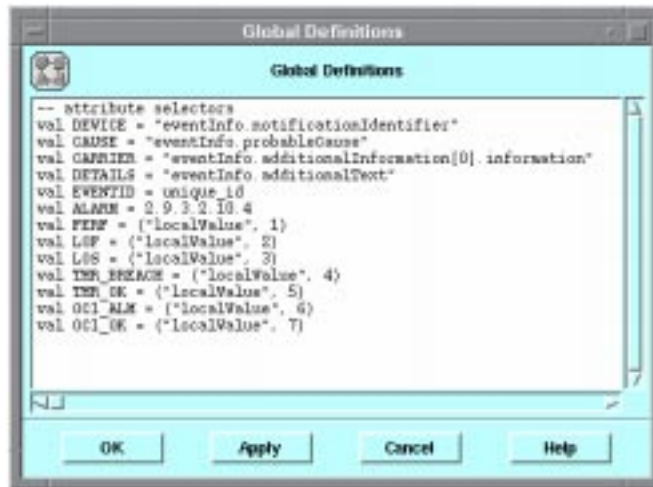 Global Definitions
Global Definitions
-- attribute selectors
val DEVICE = "eventInfo.notificationIdentifier"
val CAUSE = "eventInfo.probableCause"
val CARRIER = "eventInfo.additionalInformation[0].information"
val DETAILS = "eventInfo.additionalText"
val EVENTID = unique_id
val ALARM = 2.9.3.2.10.4
val FERF = ("localValue", 1)
val LOF = ("localValue", 2)
val LOS = ("localValue", 3)
val THR_BREACH = ("localValue", 4)
val THR_OK = ("localValue", 5)
val OCI_ALM = ("localValue", 6)
val OCI_OK = ("localValue", 7)
OK Apply Cancel Help